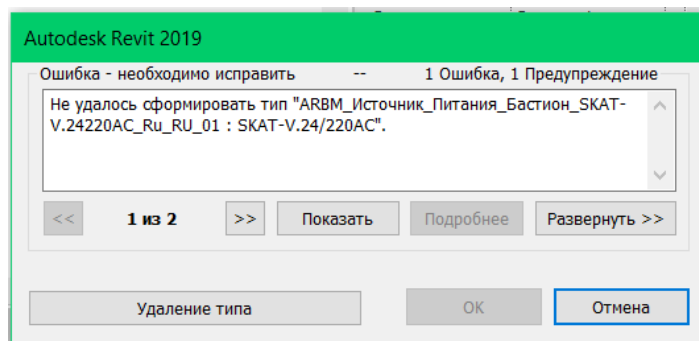 Autodesk Revit 2019
Ошибка - необходимо исправить -- 1 Ошибка, 1 Предупреждение
Не удалось сформировать тип "ARBM_Источник_Питания_Бастион_SKAT-
V.24220AC_Ru_RU_01 : SKAT-V.24/220AC".
<< 1 из 2 >> Показать Подробнее Развернуть >>
Удаление типа OK Отмена